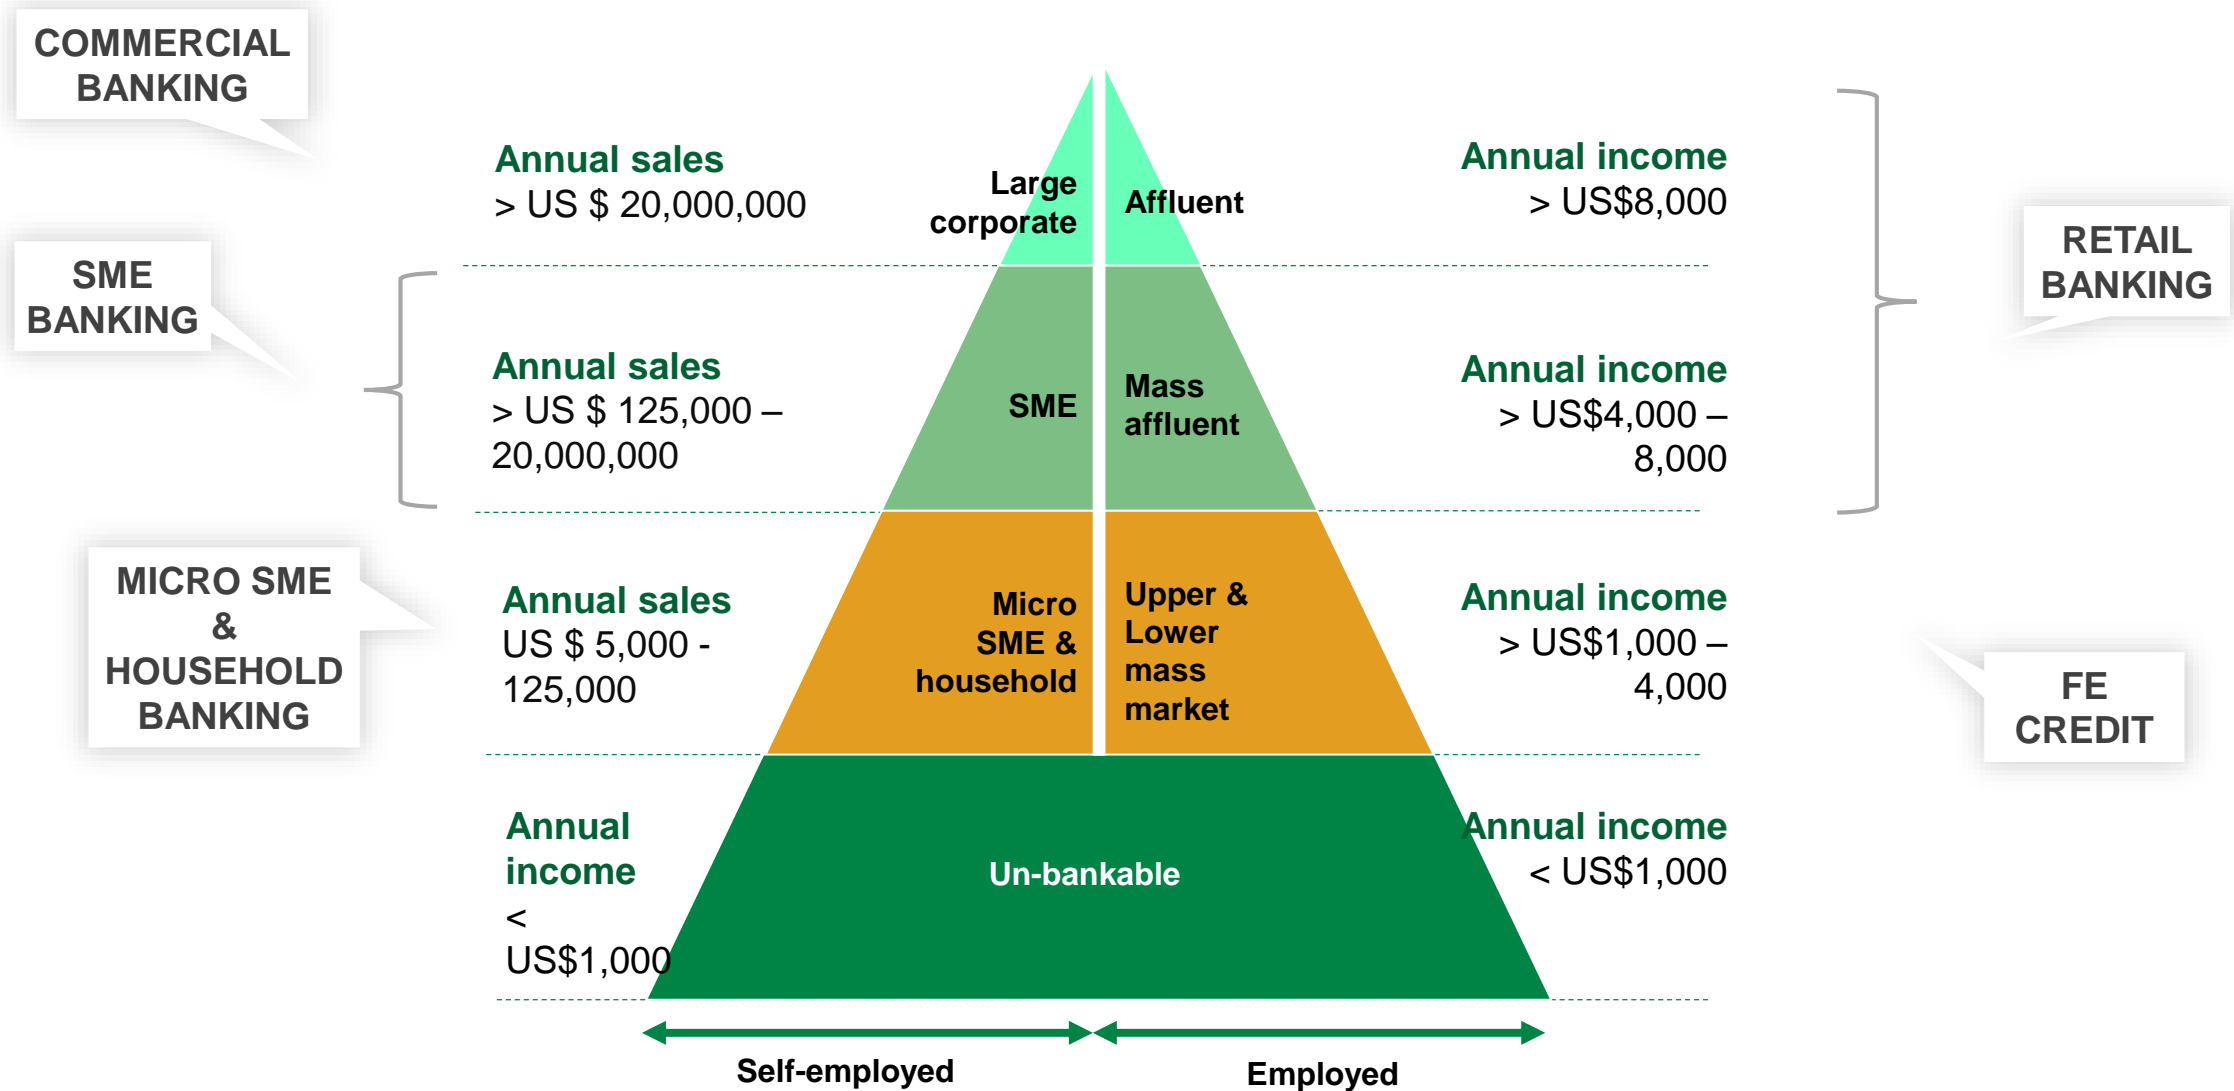 COMMERCIAL
BANKING
Annual sales
> US $ 20,000,000
Large
corporate
Affluent
Annual income
> US$8,000
SME
BANKING
RETAIL
BANKING
Annual sales
> US $ 125,000 –
20,000,000
SME
Mass
affluent
Annual income
> US$4,000 –
8,000
MICRO SME
&
HOUSEHOLD
BANKING
Annual sales
US $ 5,000 -
125,000
Micro
SME &
household
Upper &
Lower
mass
market
Annual income
> US$1,000 –
4,000
FE
CREDIT
Annual
income
<
US$1,000
Un-bankable
Annual income
< US$1,000
Self-employed
Employed